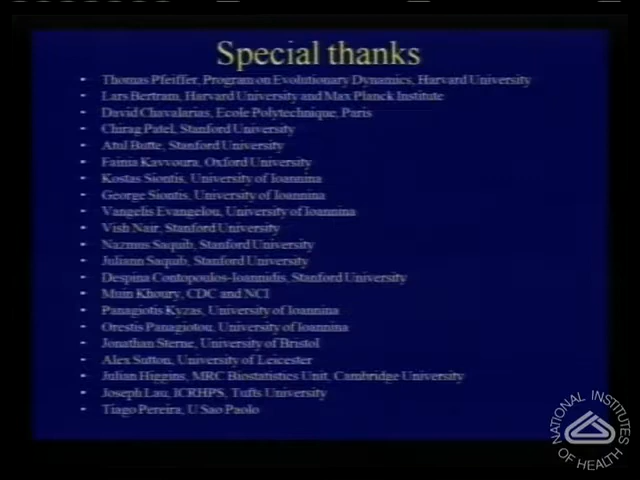 Special thanks
• Thomas Pfeiffer, Program on Evolutionary Dynamics, Harvard University
• Lars Bertram, Harvard University and Max Planck Institute
• David Chavalarias, Ecole Polytechnique, Paris
• Chirag Patel, Stanford University
• Atul Butte, Stanford University
• Fainia Kavvoura, Oxford University
• Kostas Siontis, University of Ioannina
• George Siontis, University of Ioannina
• Vangelis Evangelou, University of Ioannina
• Vish Nair, Stanford University
• Nazmus Saquib, Stanford University
• Juliann Saquib, Stanford University
• Despina Contopoulos-Ioannidis, Stanford University
• Muin Khoury, CDC and NCI
• Panagiotis Kyzas, University of Ioannina
• Orestis Panagiotou, University of Ioannina
• Jonathan Sterne, University of Bristol
• Alex Sutton, University of Leicester
• Julian Higgins, MRC Biostatistics Unit, Cambridge University
• Joseph Lau, ICRHPS, Tufts University
• Tiago Pereira, U Sao Paolo
NATIONAL INSTITUTES OF HEALTH